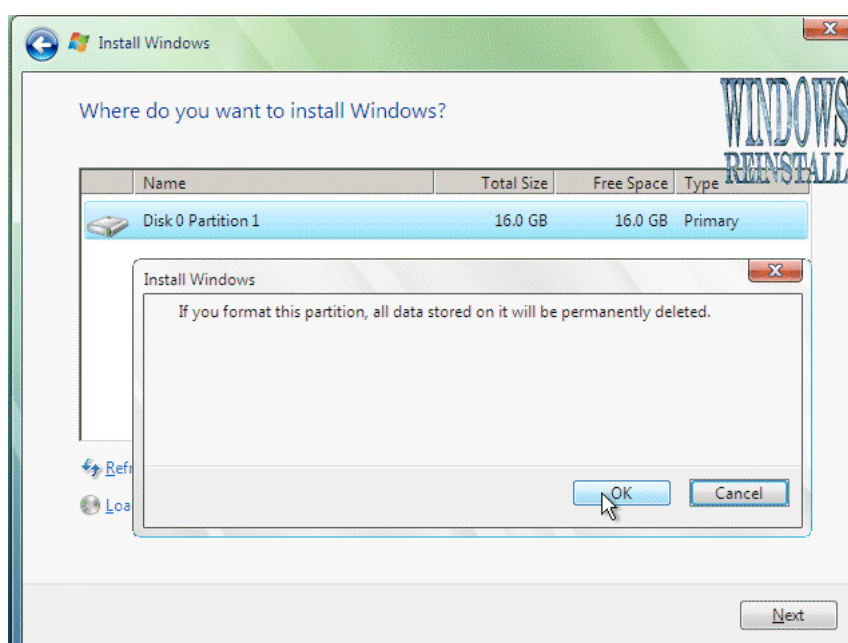 Install Windows
Where do you want to install Windows?
WINDOWS
REINSTALL
Name Total Size Free Space Type
Disk 0 Partition 1 16.0 GB 16.0 GB Primary
Install Windows
If you format this partition, all data stored on it will be permanently deleted.
Refr
OK Cancel
Loa
Next